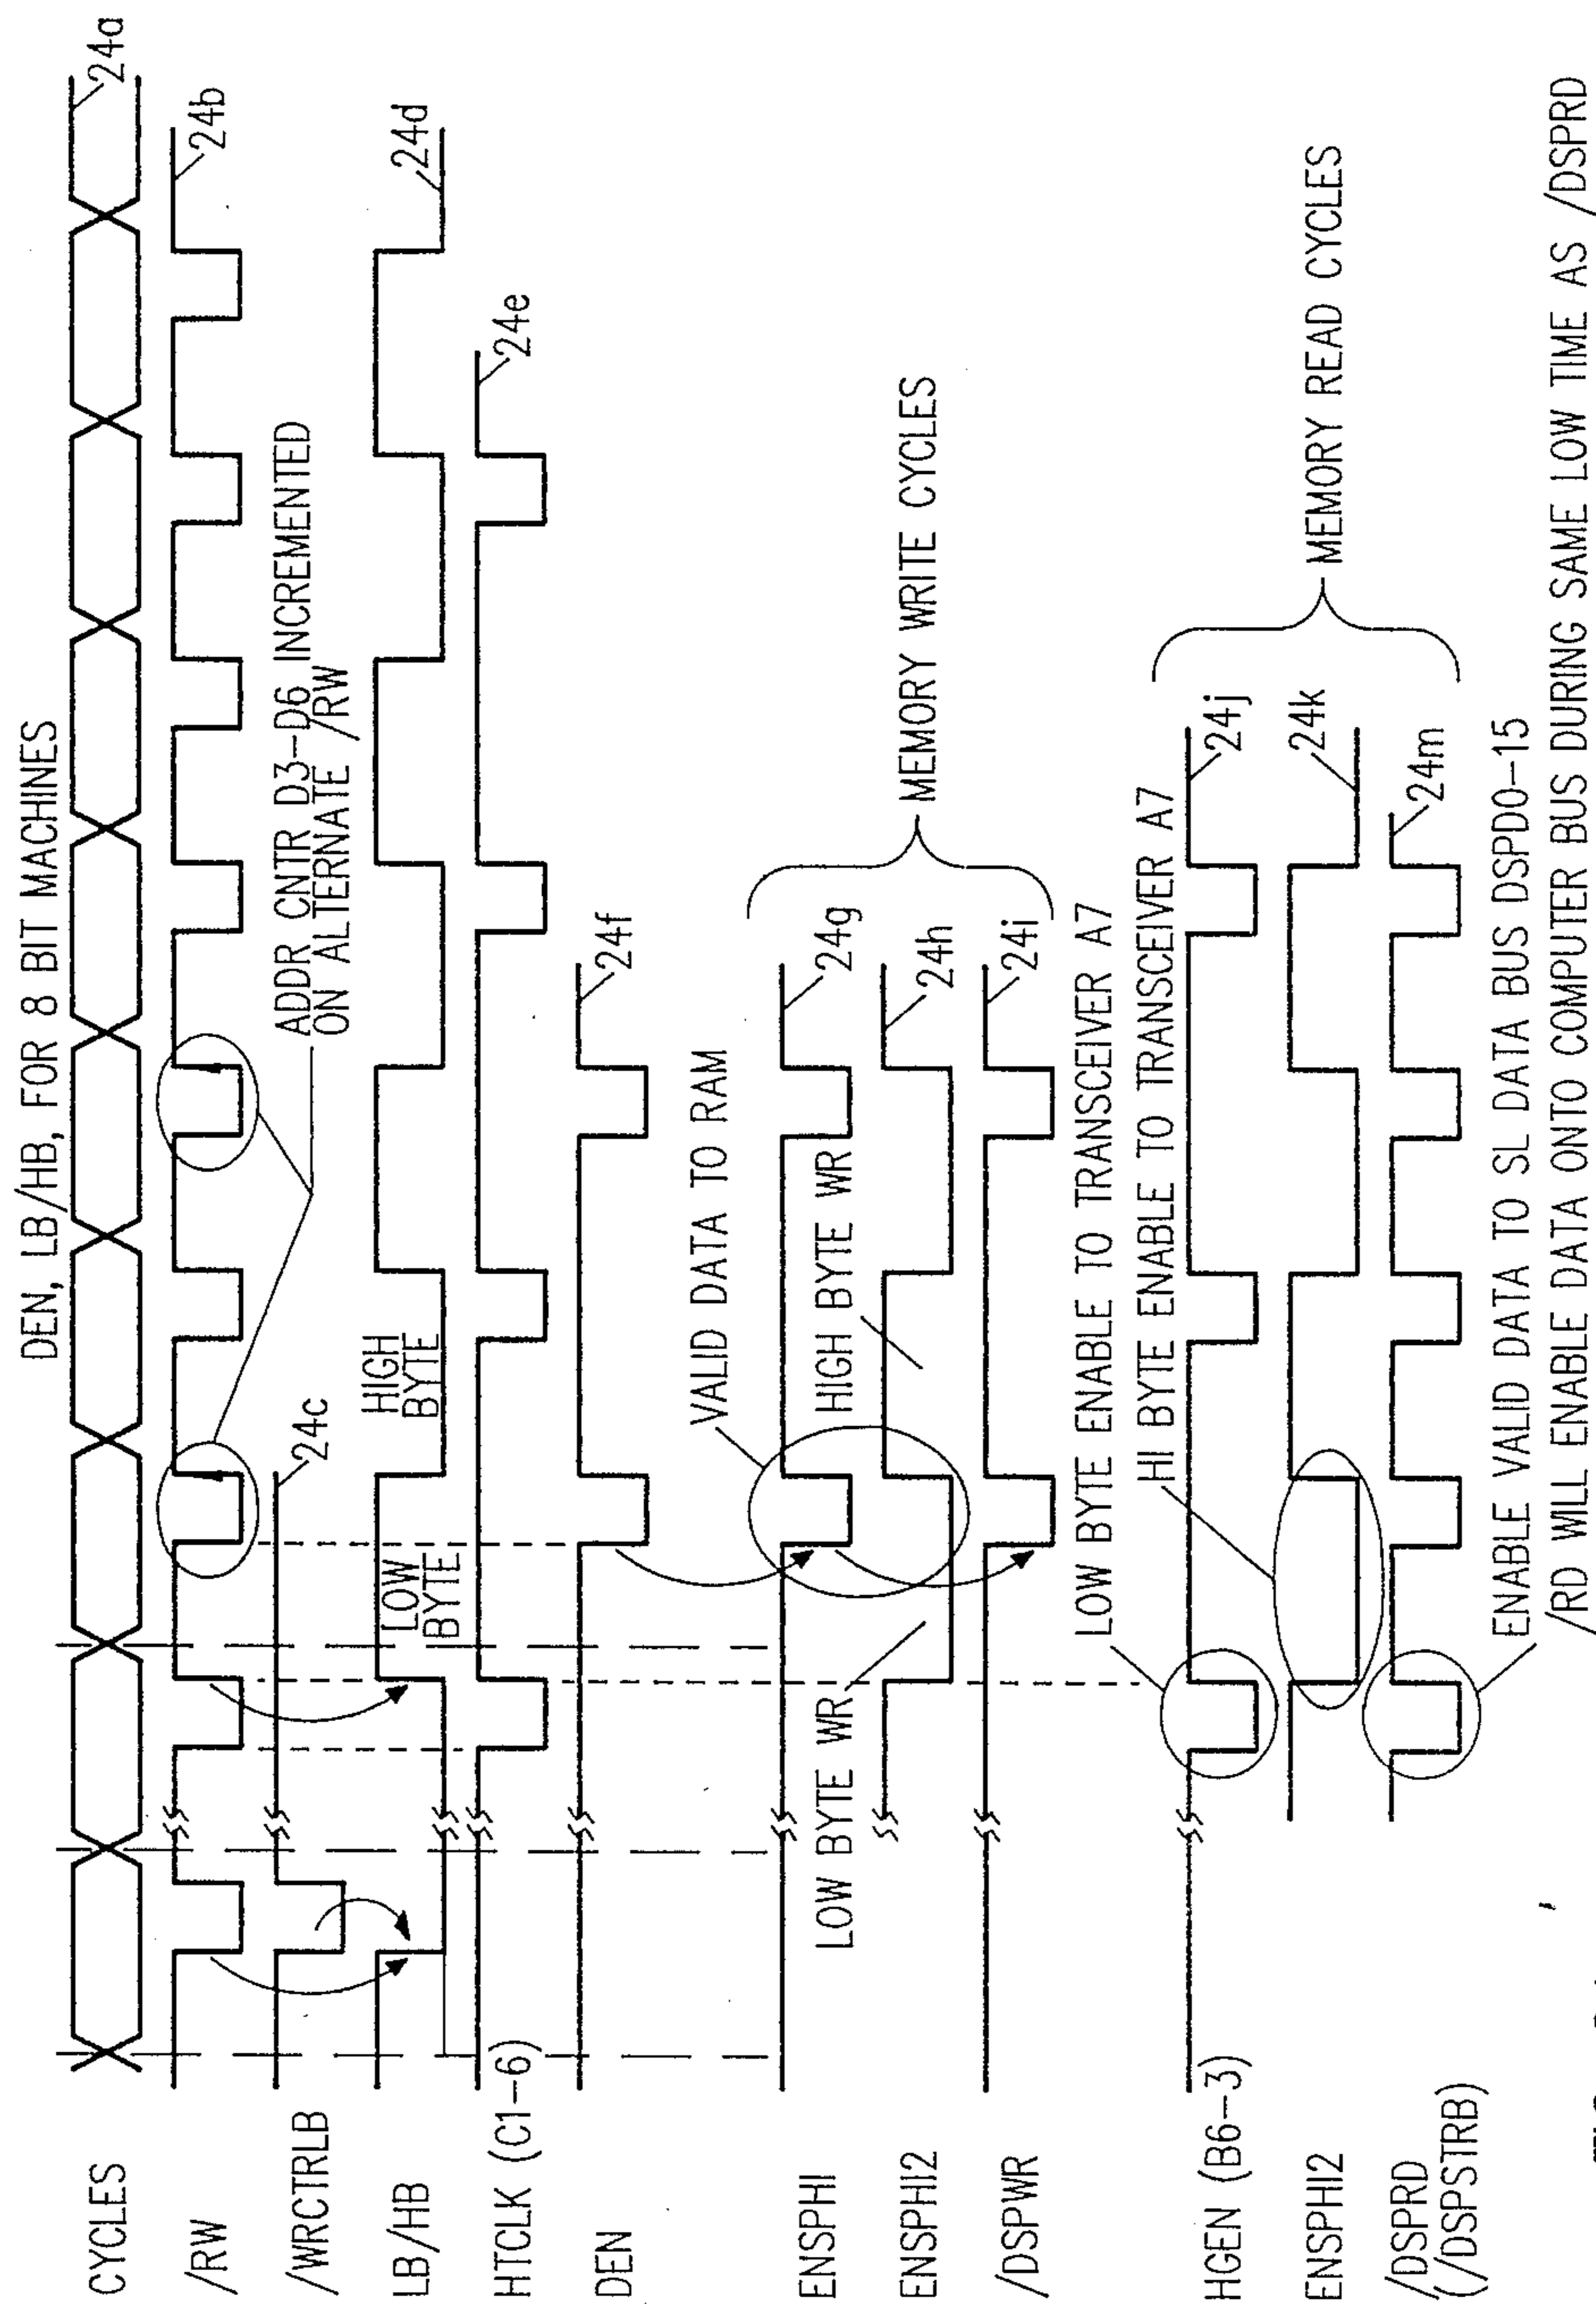 DEN, LB/HB, FOR 8 BIT MACHINES
CYCLES
24a
/RW
24b
ADDR CNTR D3-D6 INCREMENTED
ON ALTERNATE /RW
/WRCTRLB
24c
LB/HB
LOW
BYTE
HIGH
BYTE
24d
HTCLK (C1-6)
24e
DEN
24f
VALID DATA TO RAM
ENSPHI
24g
LOW BYTE WR
HIGH BYTE WR
ENSPHI2
24h
/DSPWR
24i
MEMORY WRITE CYCLES
LOW BYTE ENABLE TO TRANSCEIVER A7
HI BYTE ENABLE TO TRANSCEIVER A7
HGEN (B6-3)
24j
ENSPHI2
24k
/DSPRD
(/DSPSTRB)
24m
MEMORY READ CYCLES
ENABLE VALID DATA TO SL DATA BUS DSPD0-15
/RD WILL ENABLE DATA ONTO COMPUTER BUS DURING SAME LOW TIME AS /DSPRD